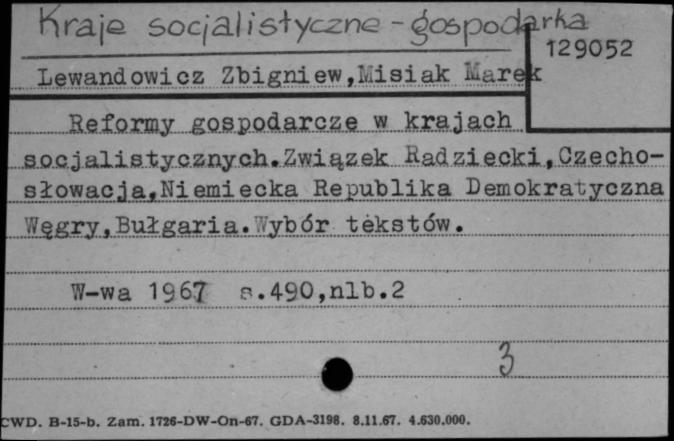 Kraje socjalistyczne - gospodarka
129052
Lewandowicz Zbigniew,Misiak Marek
Reformy gospodarcze w krajach
socjalistycznych.Związek Radziecki,Czecho-
słowacja,Niemiecka Republika Demokratyczna
Węgry,Bułgaria.Wybór tekstów.
W-wa 1967 s.490,nlb.2
3
CWD. B-15-b. Zam. 1726-DW-On-67. GDA-3198. 8.11.67. 4.630.000.